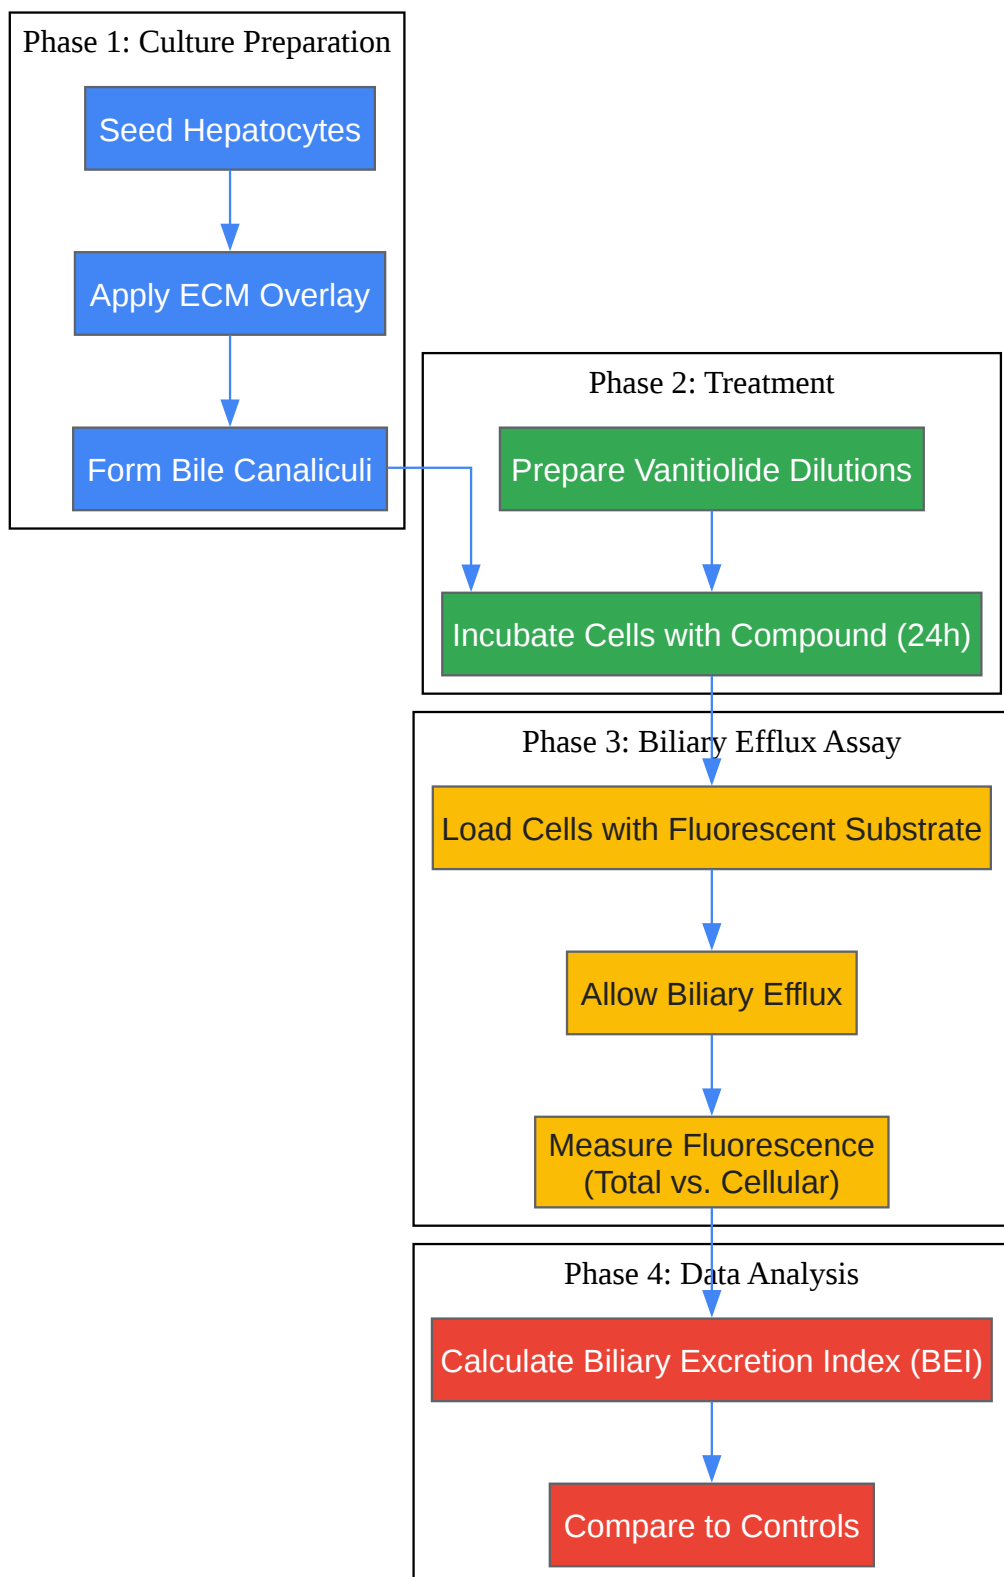 Phase 1: Culture Preparation
Seed Hepatocytes
Apply ECM Overlay
Form Bile Canaliculi
Phase 2: Treatment
Prepare Vanitiolide Dilutions
Incubate Cells with Compound (24h)
Phase 3: Biliary Efflux Assay
Load Cells with Fluorescent Substrate
Allow Biliary Efflux
Measure Fluorescence
(Total vs. Cellular)
Phase 4: Data Analysis
Calculate Biliary Excretion Index (BEI)
Compare to Controls